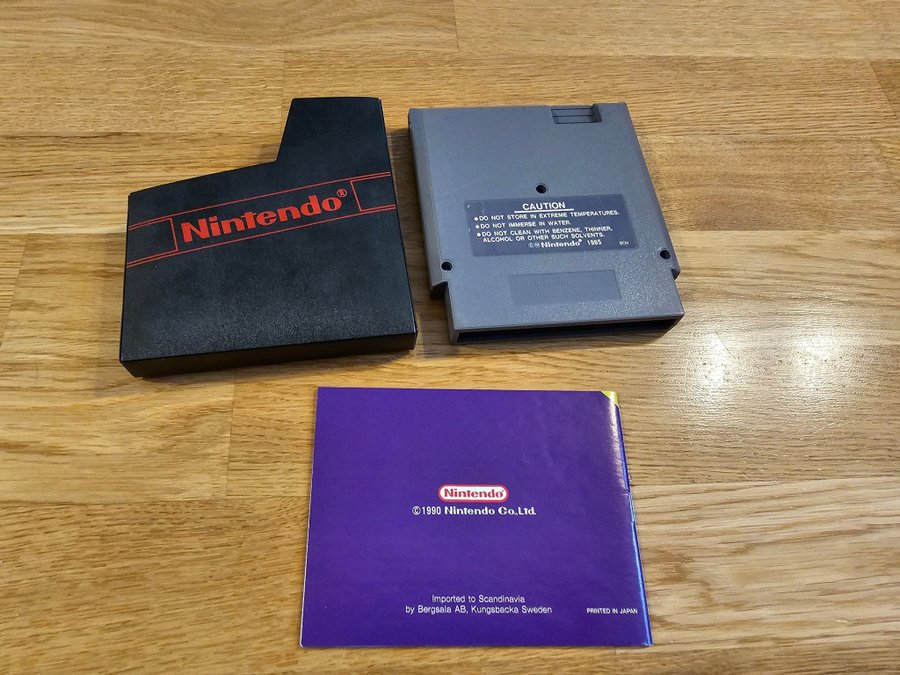 Nintendo®
CAUTION
● DO NOT STORE IN EXTREME TEMPERATURES.
● DO NOT IMMERSE IN WATER.
● DO NOT CLEAN WITH BENZENE, THINNER,
ALCOHOL OR OTHER SUCH SOLVENTS.
©™ Nintendo® 1985
SCN
Nintendo®
©1990 Nintendo Co., Ltd.
Imported to Scandinavia
by Bergsala AB, Kungsbacka Sweden
PRINTED IN JAPAN